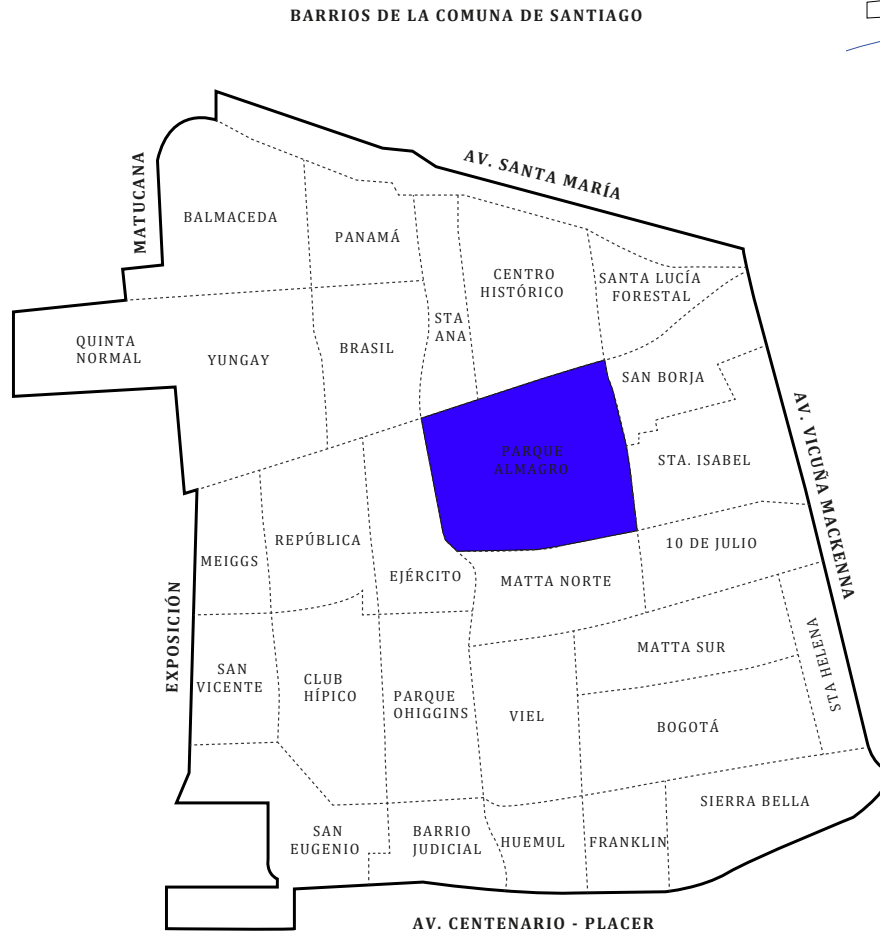 BARRIOS DE LA COMUNA DE SANTIAGO
AV. SANTA MARÍA
MATUCANA
BALMACEDA
PANAMÁ
CENTRO
HISTÓRICO
SANTA LUCÍA
FORESTAL
STA
ANA
QUINTA
NORMAL
YUNGAY
BRASIL
SAN BORJA
AV. VICUÑA MACKENNA
PARQUE
ALMAGRO
STA. ISABEL
REPÚBLICA
10 DE JULIO
MEIGGS
EJÉRCITO
MATTA NORTE
EXPOSICIÓN
SAN
VICENTE
CLUB
HÍPICO
PARQUE
OHIGGINS
MATTA SUR
STA HELENA
VIEL
BOGOTÁ
SIERRA BELLA
SAN
EUGENIO
BARRIO
JUDICIAL
HUEMUL
FRANKLIN
AV. CENTENARIO - PLACER